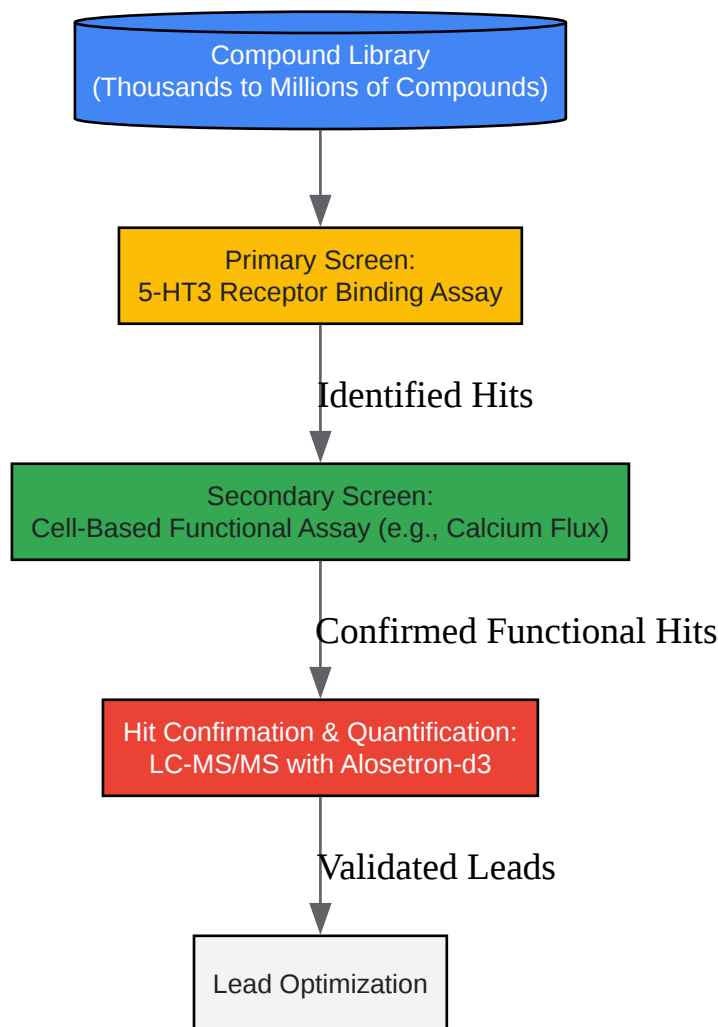 Compound Library
(Thousands to Millions of Compounds)
Primary Screen:
5-HT3 Receptor Binding Assay
Identified Hits
Secondary Screen:
Cell-Based Functional Assay (e.g., Calcium Flux)
Confirmed Functional Hits
Hit Confirmation & Quantification:
LC-MS/MS with Alosetron-d3
Validated Leads
Lead Optimization